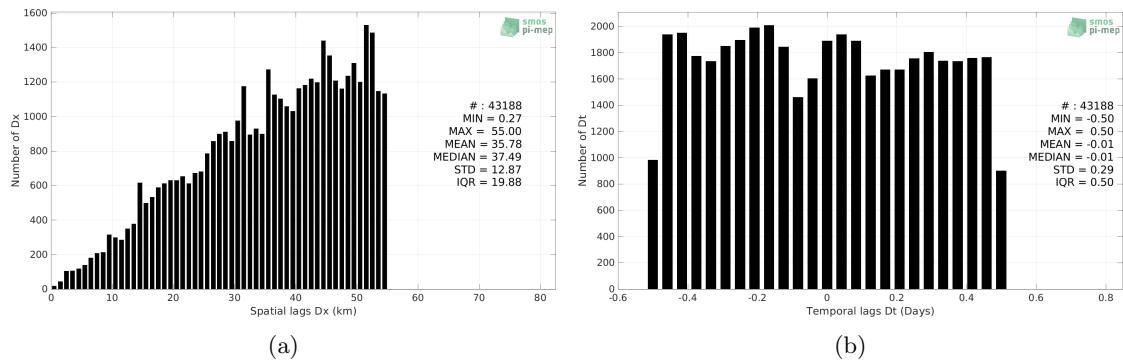 1600
1400
1200
1000
800
600
400
200
0
Number of Dx
0 10 20 30 40 50 60 70 80
Spatial lags Dx (km)
smos
pi-mep
# : 43188
MIN = 0.27
MAX = 55.00
MEAN = 35.78
MEDIAN = 37.49
STD = 12.87
IQR = 19.88
(a)
2000
1800
1600
1400
1200
1000
800
600
400
200
0
Number of Dt
-0.6 -0.4 -0.2 0 0.2 0.4 0.6 0.8
Temporal lags Dt (Days)
smos
pi-mep
# : 43188
MIN = -0.50
MAX = 0.50
MEAN = -0.01
MEDIAN = -0.01
STD = 0.29
IQR = 0.50
(b)